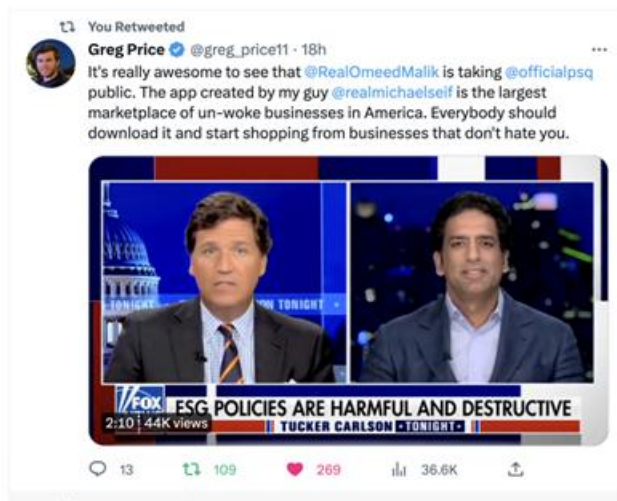 You Retweeted
Greg Price @greg_price11 · 18h
It's really awesome to see that @RealOmeedMalik is taking @officialpsq
public. The app created by my guy @realmichaelseif is the largest
marketplace of un-woke businesses in America. Everybody should
download it and start shopping from businesses that don't hate you.
TONIGHT
ON TONIGHT
FOX
ESG POLICIES ARE HARMFUL AND DESTRUCTIVE
2:10 44K views
TUCKER CARLSON •TONIGHT•
13 109 269 36.6K